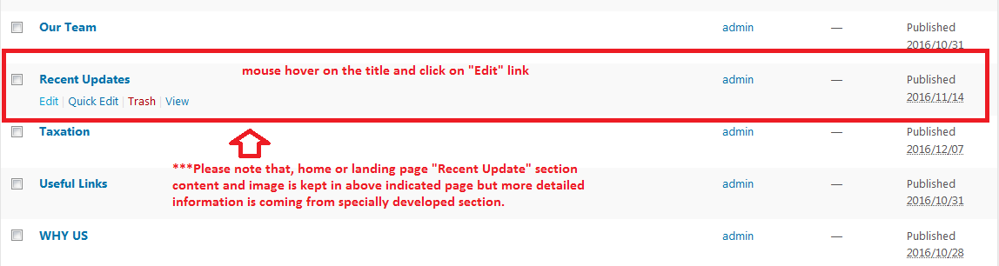 Our Team admin — Published
2016/10/31
mouse hover on the title and click on "Edit" link
Recent Updates admin — Published
Edit | Quick Edit | Trash | View 2016/11/14
Taxation admin — Published
2016/12/07
***Please note that, home or landing page "Recent Update" section
content and image is kept in above indicated page but more detailed
information is coming from specially developed section.
Useful Links admin — Published
2016/10/31
WHY US admin — Published
2016/10/28